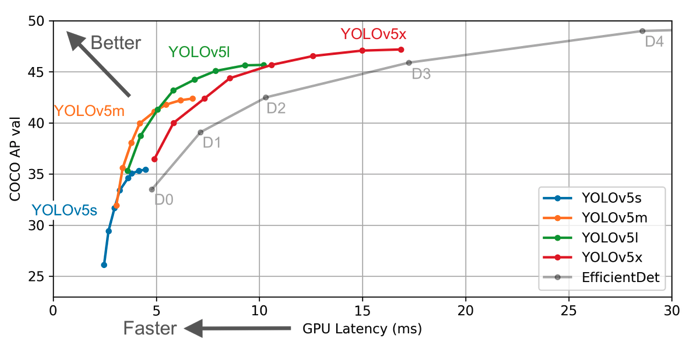 50
45
40
35
30
25
COCO AP val
Better
YOLOv5x
YOLOv5l
YOLOv5m
YOLOv5s
D0
D1
D2
D3
D4
YOLOv5s
YOLOv5m
YOLOv5l
YOLOv5x
EfficientDet
0 5 10 15 20 25 30
Faster
GPU Latency (ms)